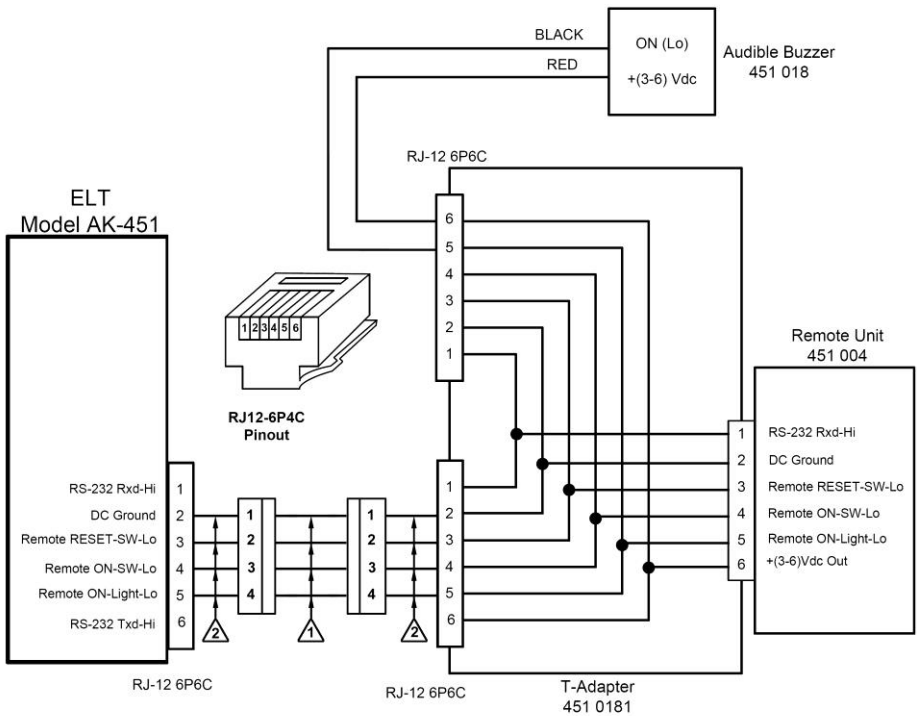 BLACK
RED
ON (Lo)
+(3-6) Vdc
Audible Buzzer
451 018
RJ-12 6P6C
6
5
4
3
2
1
ELT
Model AK-451
1 2 3 4 5 6
RJ12-6P4C
Pinout
RS-232 Rxd-Hi 1
DC Ground 2
Remote RESET-SW-Lo 3
Remote ON-SW-Lo 4
Remote ON-Light-Lo 5
RS-232 Txd-Hi 6
RJ-12 6P6C
1
2
3
4
1
2
3
4
2
1
2
1
2
3
4
5
6
RJ-12 6P6C
T-Adapter
451 0181
Remote Unit
451 004
1 RS-232 Rxd-Hi
2 DC Ground
3 Remote RESET-SW-Lo
4 Remote ON-SW-Lo
5 Remote ON-Light-Lo
6 +(3-6)Vdc Out